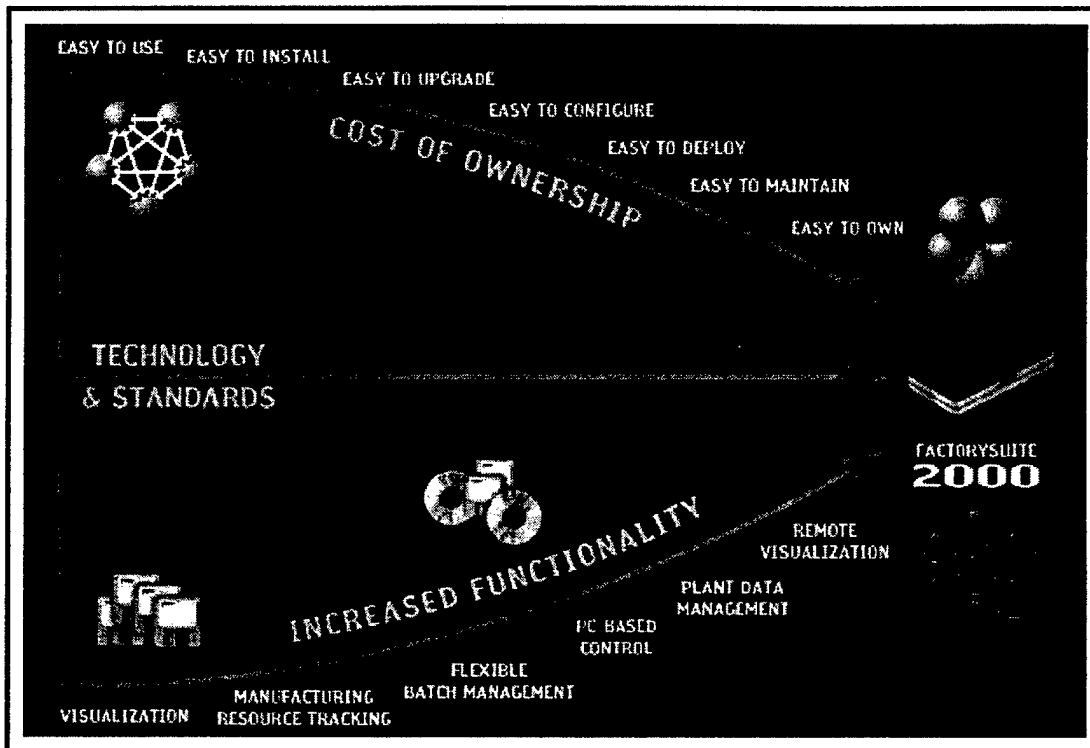 EASY TO USE
EASY TO INSTALL
EASY TO UPGRADE
EASY TO CONFIGURE
COST OF OWNERSHIP
EASY TO DEPLOY
EASY TO MAINTAIN
EASY TO OWN
TECHNOLOGY
& STANDARDS
FACTORYSUITE
2000
INCREASED FUNCTIONALITY
REMOTE
VISUALIZATION
PLANT DATA
MANAGEMENT
PC BASED
CONTROL
FLEXIBLE
BATCH MANAGEMENT
MANUFACTURING
RESOURCE TRACKING
VISUALIZATION